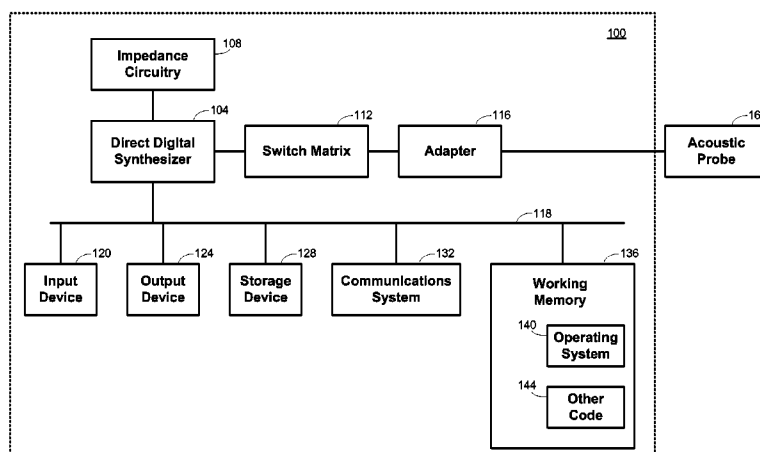 100
108
Impedance
Circuitry
104
Direct Digital
Synthesizer
112
Switch Matrix
116
Adapter
Acoustic
Probe
118
120
Input
Device
124
Output
Device
128
Storage
Device
132
Communications
System
136
Working
Memory
140
Operating
System
144
Other
Code